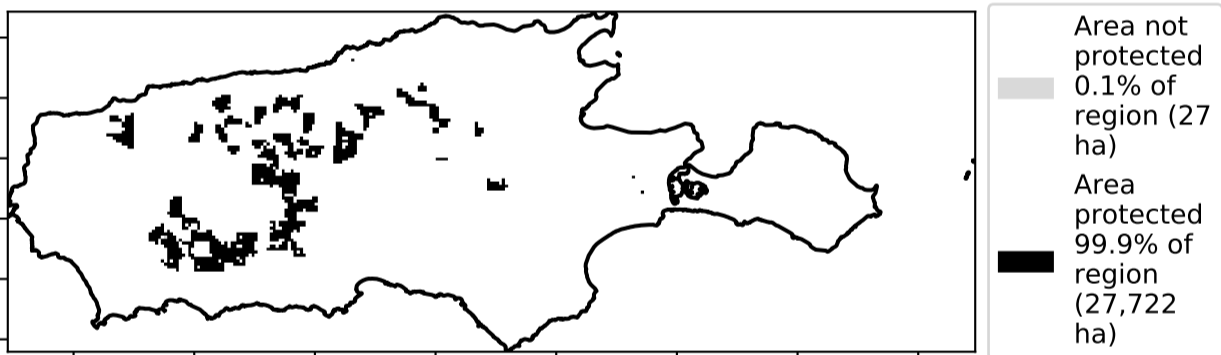 Area not
protected
0.1% of
region (27
ha)
Area
protected
99.9% of
region
(27,722
ha)